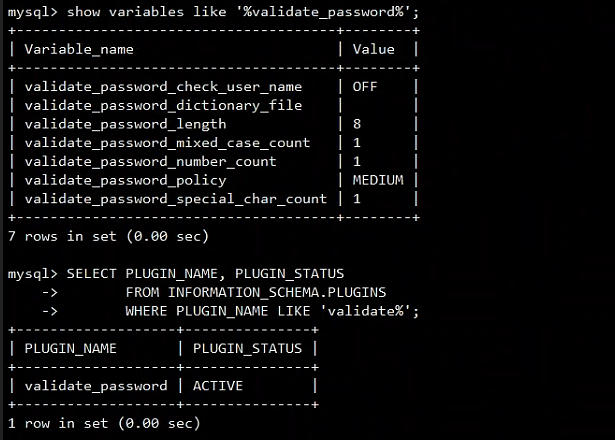 mysql> show variables like '%validate_password%';
+--------------------------------------+--------+
| Variable_name                        | Value  |
+--------------------------------------+--------+
| validate_password_check_user_name    | OFF    |
| validate_password_dictionary_file    |        |
| validate_password_length             | 8      |
| validate_password_mixed_case_count   | 1      |
| validate_password_number_count       | 1      |
| validate_password_policy             | MEDIUM |
| validate_password_special_char_count | 1      |
+--------------------------------------+--------+
7 rows in set (0.00 sec)
mysql> SELECT PLUGIN_NAME, PLUGIN_STATUS
    ->        FROM INFORMATION_SCHEMA.PLUGINS
    ->        WHERE PLUGIN_NAME LIKE 'validate%';
+-------------------+---------------+
| PLUGIN_NAME       | PLUGIN_STATUS |
+-------------------+---------------+
| validate_password | ACTIVE        |
+-------------------+---------------+
1 row in set (0.00 sec)